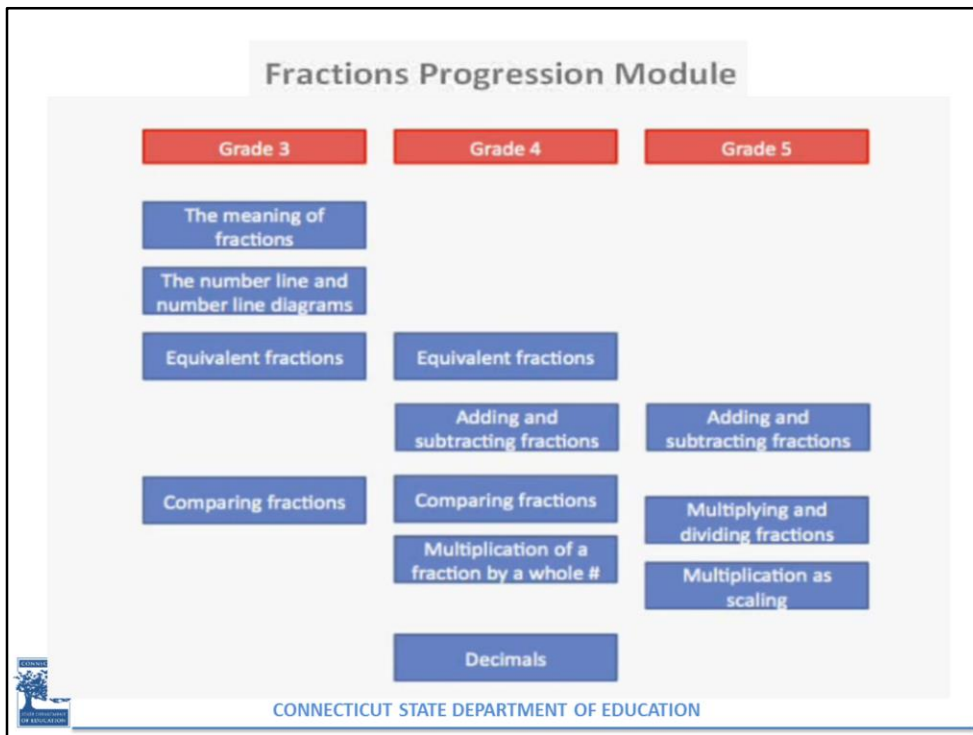 Fractions Progression Module
Grade 3
Grade 4
Grade 5
The meaning of
fractions
The number line and
number line diagrams
Equivalent fractions
Equivalent fractions
Adding and
subtracting fractions
Adding and
subtracting fractions
Comparing fractions
Comparing fractions
Multiplying and
dividing fractions
Multiplication of a
fraction by a whole #
Multiplication as
scaling
Decimals
CONNECTICUT STATE DEPARTMENT OF EDUCATION